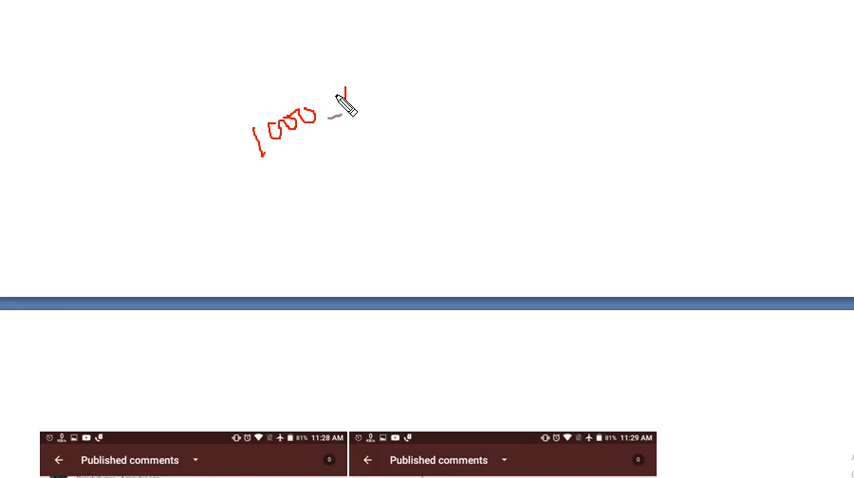 1000 -
81% 11:28 AM
81% 11:29 AM
Published comments 0
Published comments 0